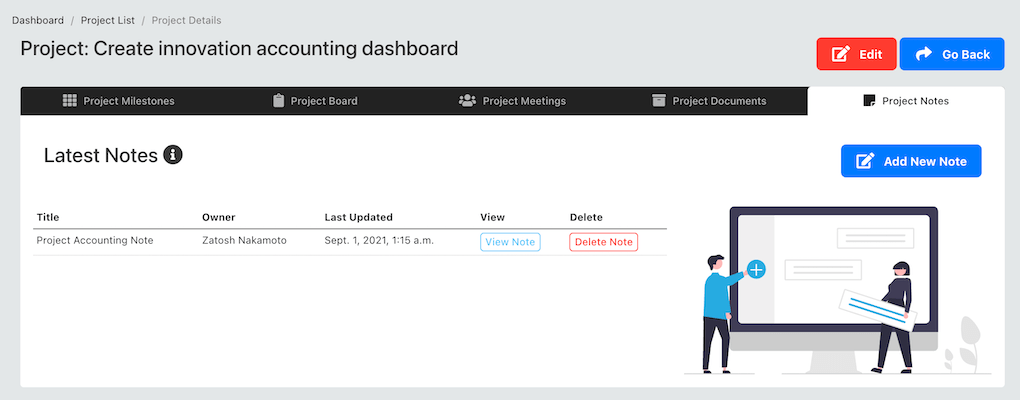 Dashboard / Project List / Project Details
Project: Create innovation accounting dashboard
Edit
Go Back
Project Milestones
Project Board
Project Meetings
Project Documents
Project Notes
Latest Notes
Add New Note
Title Owner Last Updated View Delete
Project Accounting Note Zatosh Nakamoto Sept. 1, 2021, 1:15 a.m. View Note Delete Note